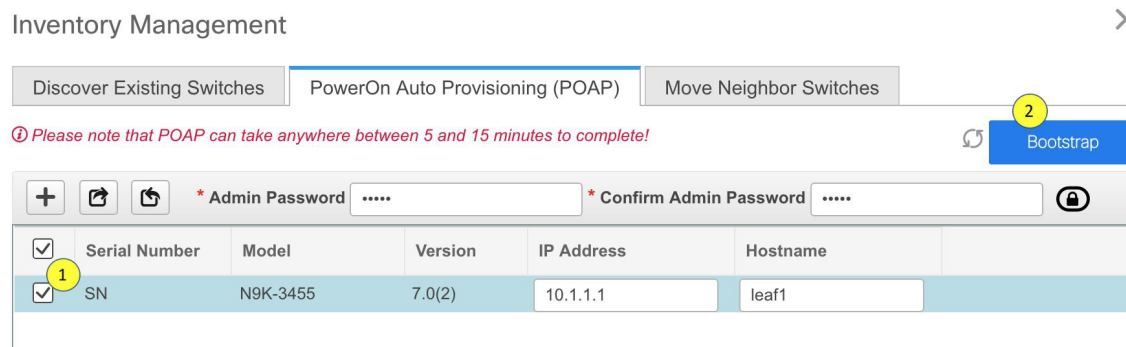 Inventory Management
Discover Existing Switches PowerOn Auto Provisioning (POAP) Move Neighbor Switches
2
Please note that POAP can take anywhere between 5 and 15 minutes to complete! Bootstrap
* Admin Password ••••• * Confirm Admin Password •••••
Serial Number Model Version IP Address Hostname
1
SN N9K-3455 7.0(2) 10.1.1.1 leaf1